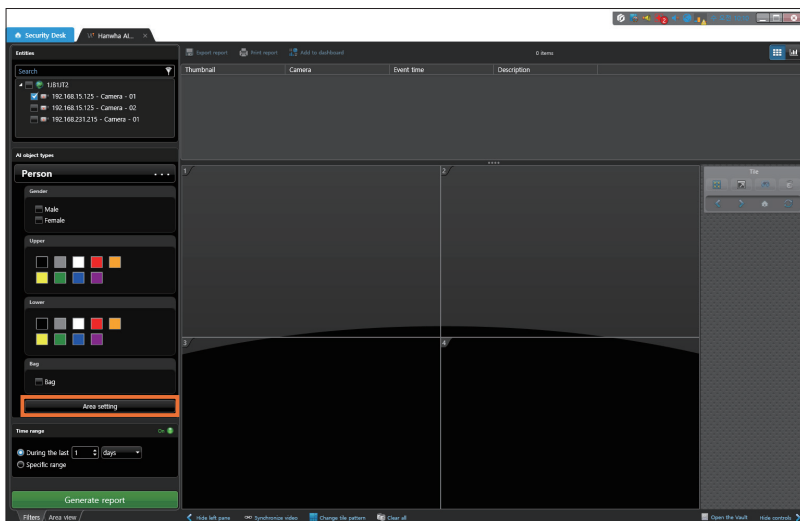 Security Desk
Hanwha AI...
Entities
Export report
Print report
Add to dashboard
0 items
Search
Thumbnail
Camera
Event time
Description
1J81JT2
192.168.15.125 - Camera - 01
192.168.15.125 - Camera - 02
192.168.231.215 - Camera - 01
AI object types
Person
...
Gender
Male
Female
Upper
Lower
Bag
Bag
Area setting
1
2
3
4
Tile
Time range
On
During the last 1 days
Specific range
Generate report
Filters
Area view
Hide left pane
Synchronize video
Change tile pattern
Clear all
Open the Vault
Hide controls